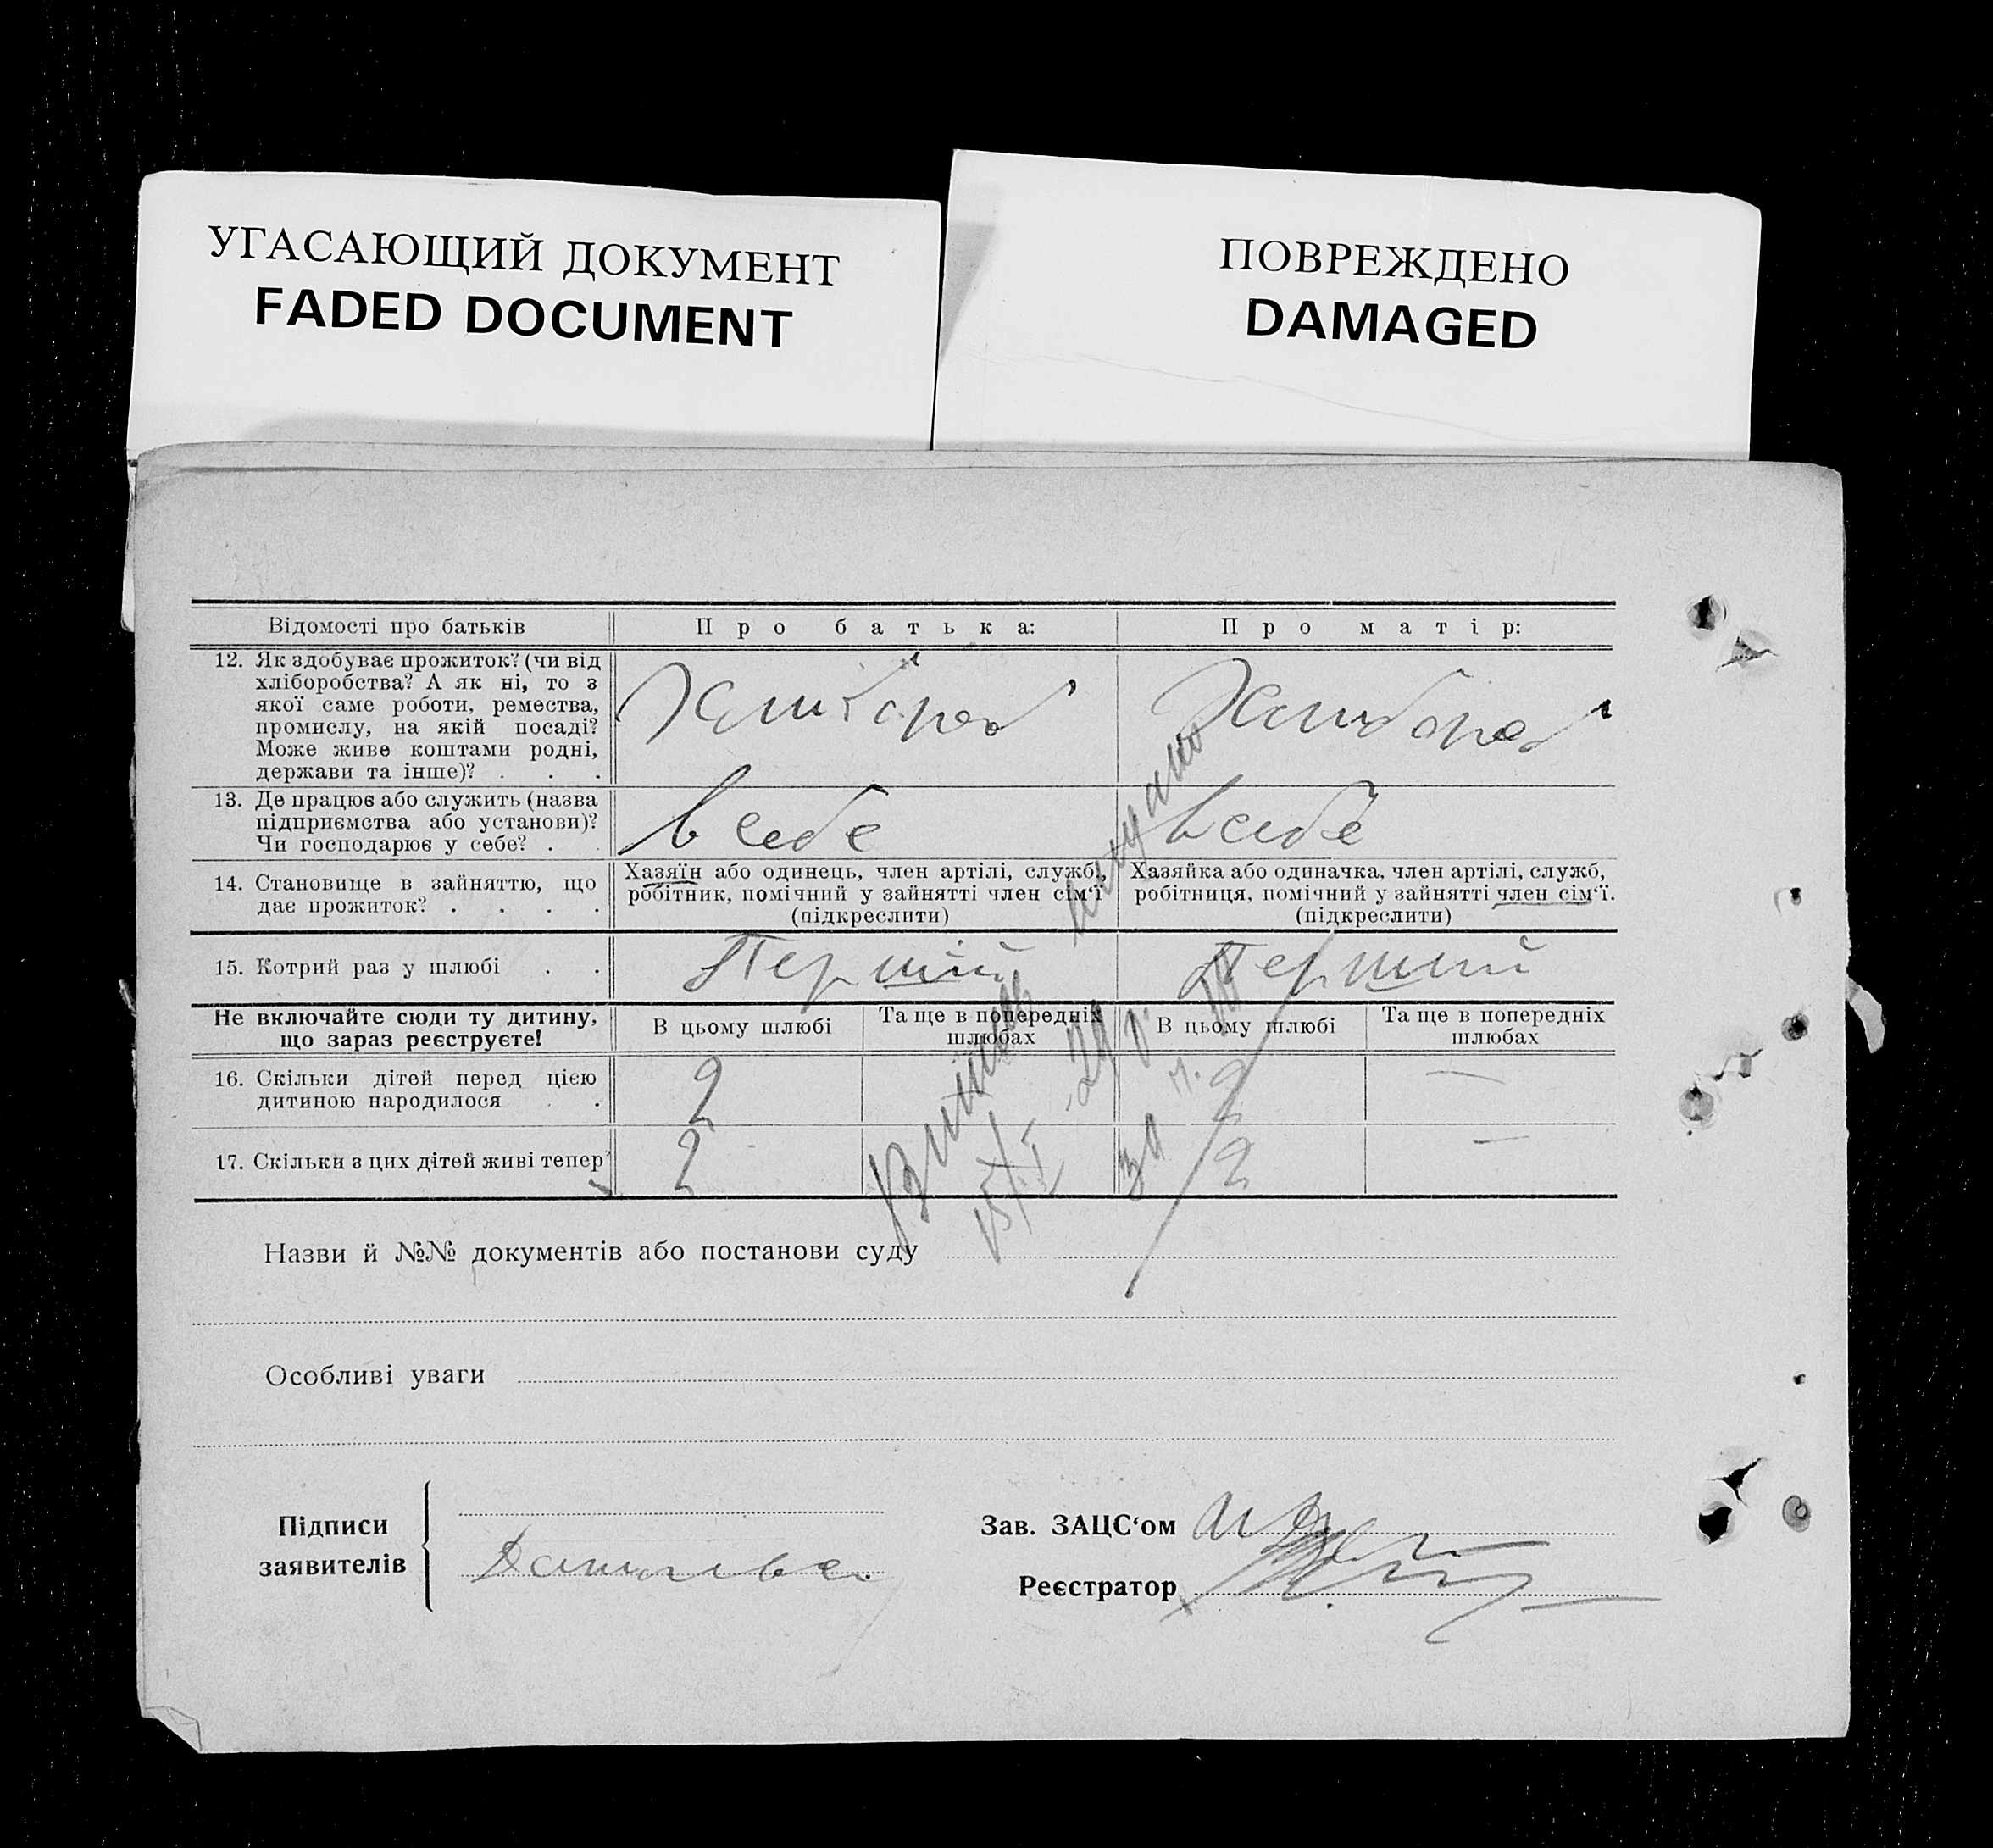 УГАСАЮЩИЙ ДОКУМЕНТ
FADED DOCUMENT
ПОВРЕЖДЕНО
DAMAGED
Відомості про батьків
Про батька:
Про матір:
12. Як здобуває прожиток? (чи від
хліборобства? А як ні, то з
якої саме роботи, ремества,
промислу, на якій посаді?
Може живе коштами родні,
держави та інше)? . . .
13. Де працює або служить (назва
підприємства або установи)?
Чи господарює у себе? . .
в себе
в себе
14. Становище в зайняттю, що
дає прожиток? . . . .
Хазяїн або одинець, член артілі, служб,
робітник, помічний у зайнятті член сім'ї
(підкреслити)
Хазяйка або одиначка, член артілі, служб,
робітниця, помічний у зайнятті член сім'ї.
(підкреслити)
15. Котрий раз у шлюбі . .
Перший
Перший
Не включайте сюди ту дитину,
що зараз реєструєте!
В цьому шлюбі
Та ще в попередніх
шлюбах
В цьому шлюбі
Та ще в попередніх
шлюбах
16. Скільки дітей перед цією
дитиною народилося . .
2
2
—
17. Скільки з цих дітей живі тепер
2
2
—
за №
Назви й №№ документів або постанови суду
Особливі уваги
Підписи
заявителів
Зав. ЗАЦС'ом
Реєстратор